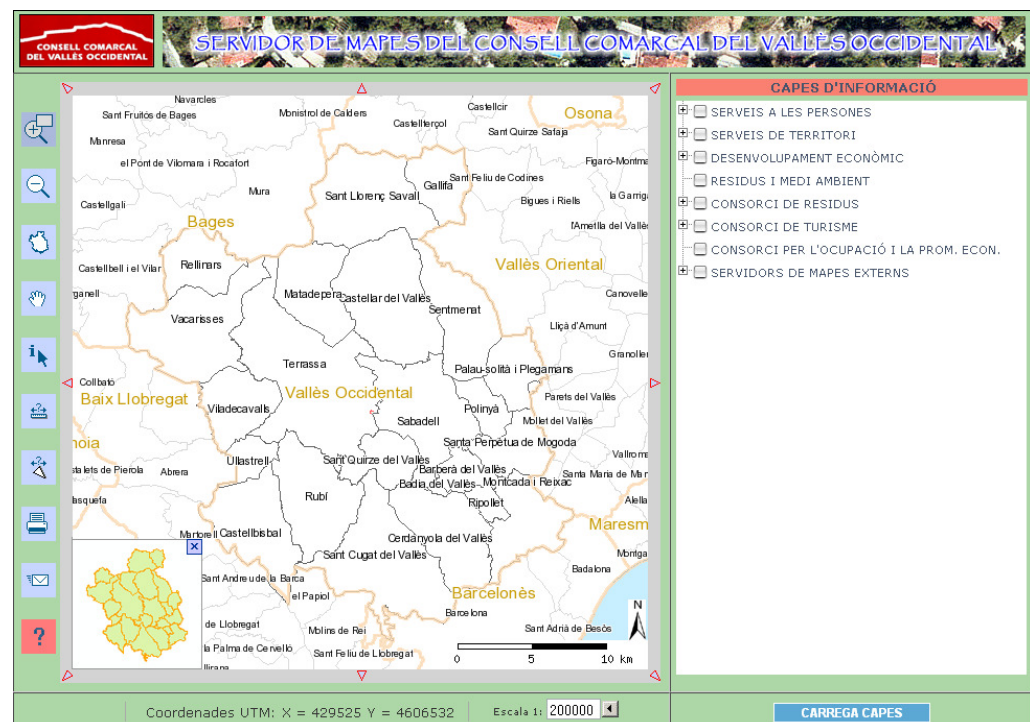 CONSELL COMARCAL
DEL VALLÈS OCCIDENTAL
SERVIDOR DE MAPES DEL CONSELL COMARCAL DEL VALLÈS OCCIDENTAL
CAPES D'INFORMACIÓ
SERVEIS A LES PERSONES
SERVEIS DE TERRITORI
DESENVOLUPAMENT ECONÒMIC
RESIDUS I MEDI AMBIENT
CONSORCI DE RESIDUS
CONSORCI DE TURISME
CONSORCI PER L'OCUPACIÓ I LA PROM. ECON.
SERVIDORS DE MAPES EXTERNS
Navarcles
Sant Fruitós de Bages
Monistrol de Calders
Castellcir
Osona
Castellterçol
Sant Quirze Safaja
Manresa
el Pont de Vilomara i Rocafort
Figaró-Montma
Mura
Sant Llorenç Savall
Gallifa
Sant Feliu de Codines
la Garriga
Castellgalí
Bigues i Riells
Bages
l'Ametlla del Vallè
Castellbell i el Vilar
Rellinars
Vallès Oriental
rganell
Matadepera
Castellar del Vallès
Canovelle
Vacarisses
Sentmenat
Lliçà d'Amunt
Granoller
Terrassa
Palau-solità i Plegamans
Collbató
Baix Llobregat
Vallès Occidental
Parets del Vallès
Viladecavalls
Polinyà
Sabadell
Mollet del Vallès
noia
Santa Perpètua de Mogoda
Vallrom
Ullastrell
Sant Quirze del Vallès
stalets de Pierola
Abrera
Barberà del Vallès
Santa Maria de Mar
Badia del Vallès
Montcada i Reixac
Rubí
Ripollet
asquefa
Alella
Martorell
Castellbisbal
Cerdanyola del Vallès
Maresm
Sant Cugat del Vallès
Montga
Sant Andreu de la Barca
Badalona
el Papiol
Barcelonès
Barcelona
N
de Llobregat
Molins de Rei
Sant Adrià de Besòs
la Palma de Cervelló
Sant Feliu de Llobregat
0 5 10 km
Coordenades UTM: X = 429525 Y = 4606532
Escala 1: 200000
CARREGA CAPES